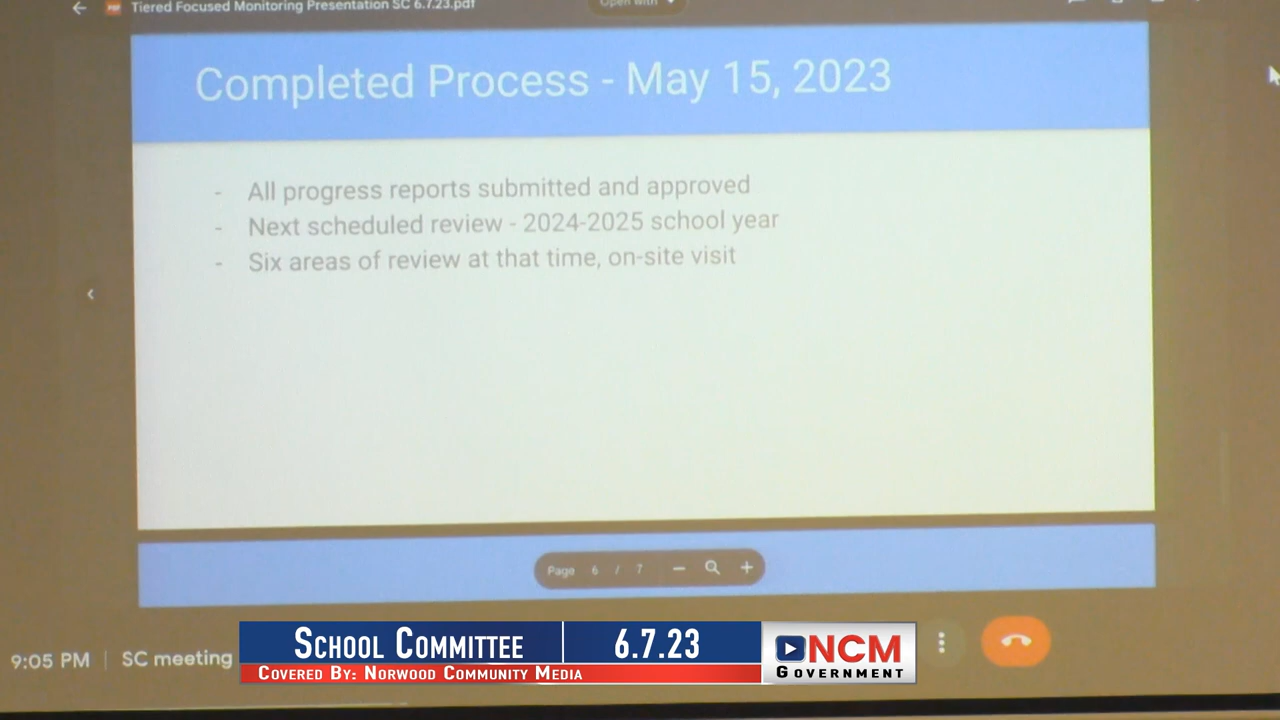 Tiered Focused Monitoring Presentation SC 6.7.23.pdf
Open with
Completed Process - May 15, 2023
- All progress reports submitted and approved
- Next scheduled review - 2024-2025 school year
- Six areas of review at that time, on-site visit
Page 6 / 7
9:05 PM | SC meeting
SCHOOL COMMITTEE
6.7.23
COVERED BY: NORWOOD COMMUNITY MEDIA
NCM
GOVERNMENT